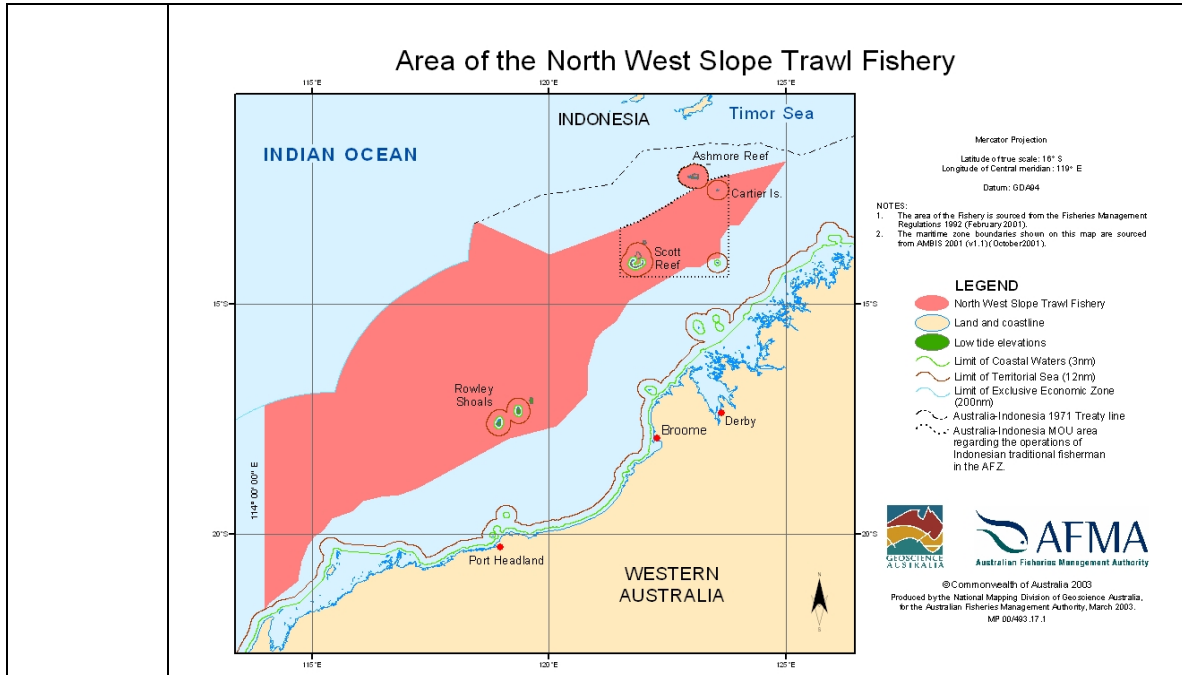 Area of the North West Slope Trawl Fishery
115°E
120°E
125°E
INDONESIA
Timor Sea
INDIAN OCEAN
Ashmore Reef
Cartier Is.
Scott
Reef
15°S
15°S
Rowley
Shoals
Derby
Broome
114° 00' 00" E
20°S
20°S
Port Headland
WESTERN
AUSTRALIA
N
S
115°E
120°E
125°E
Mercator Projection
Latitude of true scale: 16° S
Longitude of Central meridian: 119° E
Datum: GDA94
NOTES:
1. The area of the Fishery is sourced from the Fisheries Management
Regulations 1992 (February 2001).
2. The maritime zone boundaries shown on this map are sourced
from AMBIS 2001 (v1.1) (October 2001).
LEGEND
North West Slope Trawl Fishery
Land and coastline
Low tide elevations
Limit of Coastal Waters (3nm)
Limit of Territorial Sea (12nm)
Limit of Exclusive Economic Zone
(200nm)
Australia-Indonesia 1971 Treaty line
Australia-Indonesia MOU area
regarding the operations of
Indonesian traditional fisherman
in the AFZ.
GEOSCIENCE
AUSTRALIA
AFMA
Australian Fisheries Management Authority
© Commonwealth of Australia 2003
Produced by the National Mapping Division of Geoscience Australia,
for the Australian Fisheries Management Authority, March 2003.
MP 00/493.17.1